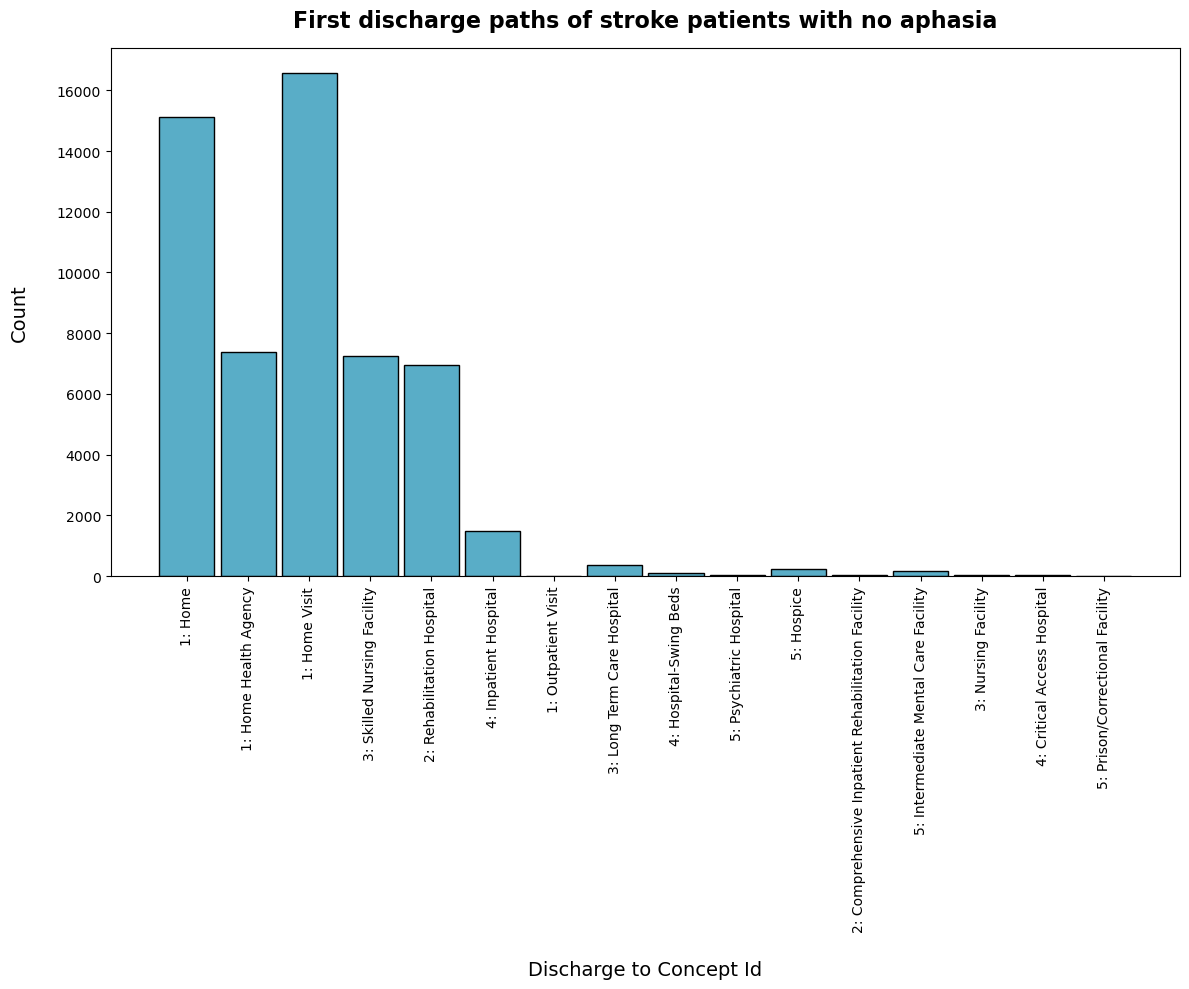 First discharge paths of stroke patients with no aphasia
Count
16000
14000
12000
10000
8000
6000
4000
2000
0
1: Home
1: Home Health Agency
1: Home Visit
3: Skilled Nursing Facility
2: Rehabilitation Hospital
4: Inpatient Hospital
1: Outpatient Visit
3: Long Term Care Hospital
4: Hospital-Swing Beds
5: Psychiatric Hospital
5: Hospice
2: Comprehensive Inpatient Rehabilitation Facility
5: Intermediate Mental Care Facility
3: Nursing Facility
4: Critical Access Hospital
5: Prison/Correctional Facility
Discharge to Concept Id